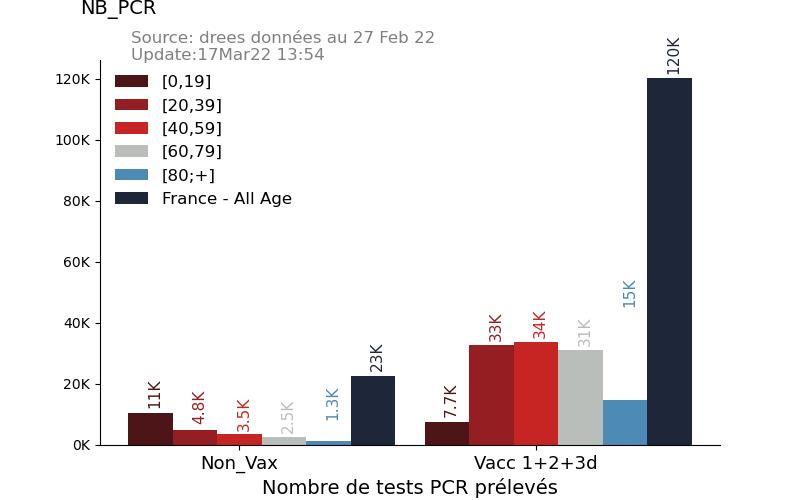 NB_PCR
Source: drees données au 27 Feb 22
Update:17Mar22 13:54
120K
100K
80K
60K
40K
20K
0K
[0,19]
[20,39]
[40,59]
[60,79]
[80;+]
France - All Age
11K
4.8K
3.5K
2.5K
1.3K
23K
7.7K
33K
34K
31K
15K
120K
Non_Vax
Vacc 1+2+3d
Nombre de tests PCR prélevés